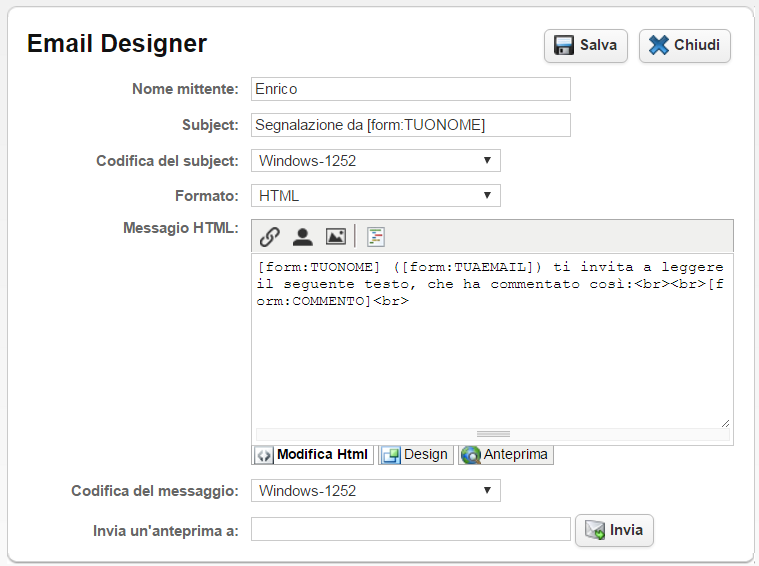 Email Designer
Salva
Chiudi
Nome mittente: Enrico
Subject: Segnalazione da [form:TUONOME]
Codifica del subject: Windows-1252
Formato: HTML
Messagio HTML:
[form:TUONOME] ([form:TUAEMAIL]) ti invita a leggere
il seguente testo, che ha commentato così:<br><br>[f
orm:COMMENTO]<br>
Modifica Html Design Anteprima
Codifica del messaggio: Windows-1252
Invia un'anteprima a: Invia